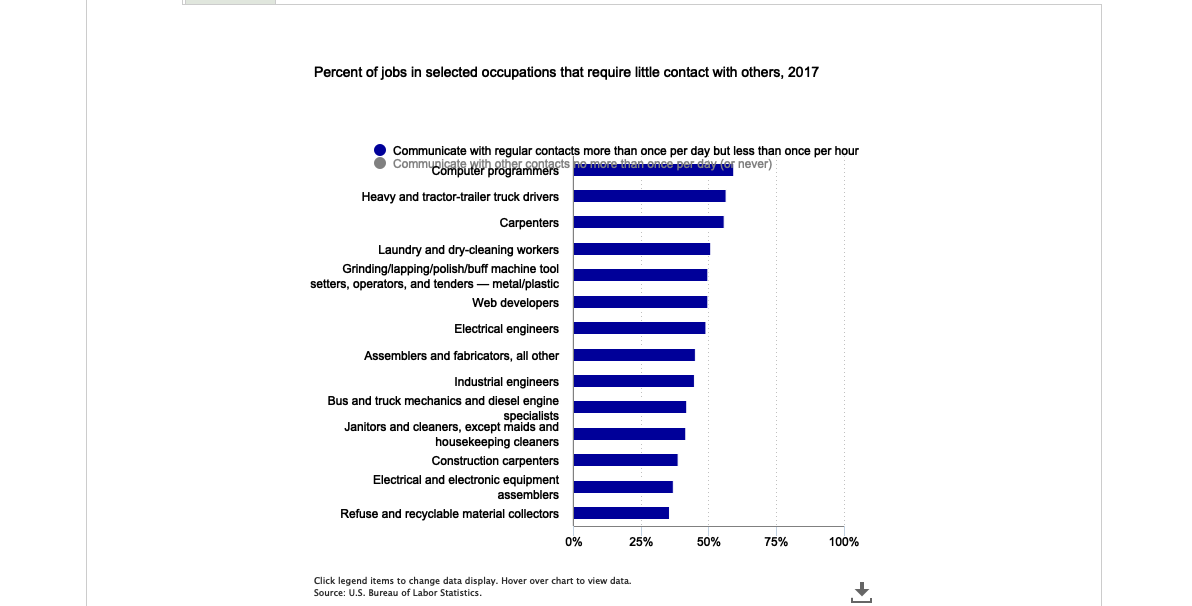 Percent of jobs in selected occupations that require little contact with others, 2017
Communicate with regular contacts more than once per day but less than once per hour
Communicate with other contacts no more than once per day (or never)
Computer programmers
Heavy and tractor-trailer truck drivers
Carpenters
Laundry and dry-cleaning workers
Grinding/lapping/polish/buff machine tool
setters, operators, and tenders — metal/plastic
Web developers
Electrical engineers
Assemblers and fabricators, all other
Industrial engineers
Bus and truck mechanics and diesel engine
specialists
Janitors and cleaners, except maids and
housekeeping cleaners
Construction carpenters
Electrical and electronic equipment
assemblers
Refuse and recyclable material collectors
0% 25% 50% 75% 100%
Click legend items to change data display. Hover over chart to view data.
Source: U.S. Bureau of Labor Statistics.